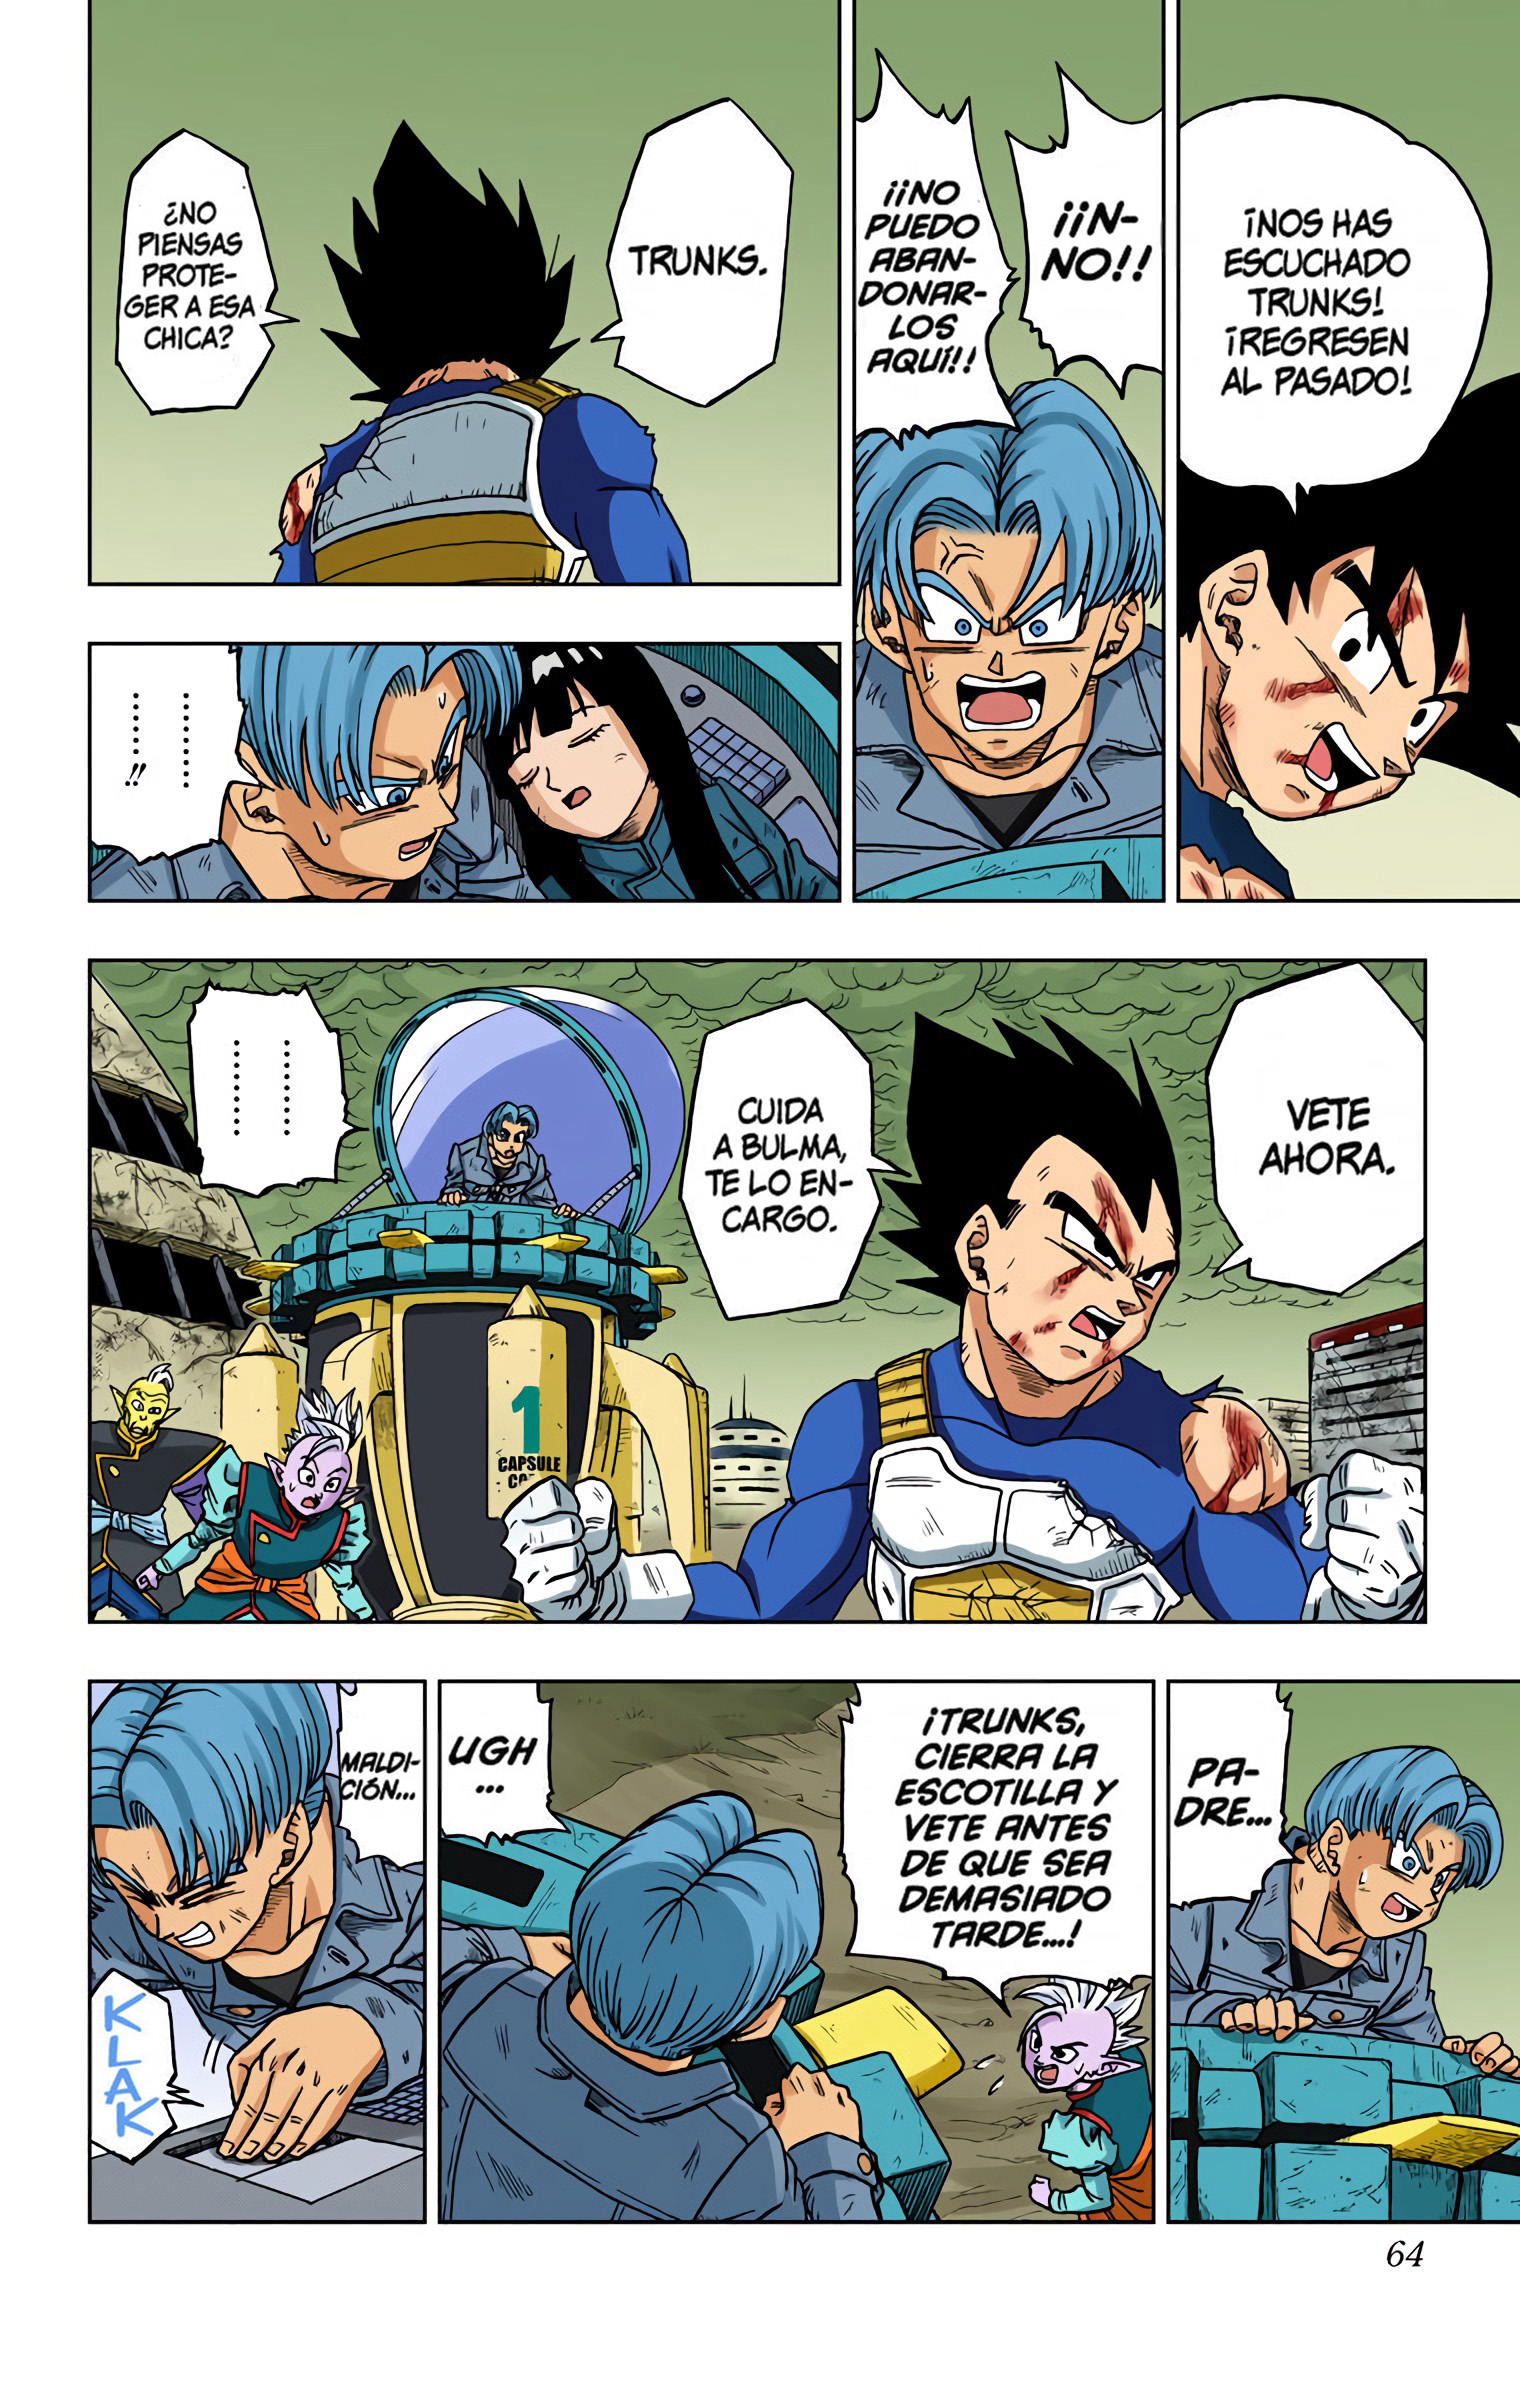 ¡NOS HAS
ESCUCHADO
TRUNKS!
¡REGRESEN
AL PASADO!
¡¡N-
NO!!
¡¡NO
PUEDO
ABAN-
DONAR-
LOS
AQUÍ!!
TRUNKS.
¿NO
PIENSAS
PROTE-
GER A ESA
CHICA?
........
........!!
VETE
AHORA.
CUIDA
A BULMA,
TE LO EN-
CARGO.
........
........
1
CAPSULE
PA-
DRE...
¡TRUNKS,
CIERRA LA
ESCOTILLA Y
VETE ANTES
DE QUE SEA
DEMASIADO
TARDE...!
UGH
...
MALDI-
CIÓN...
KLAK
64